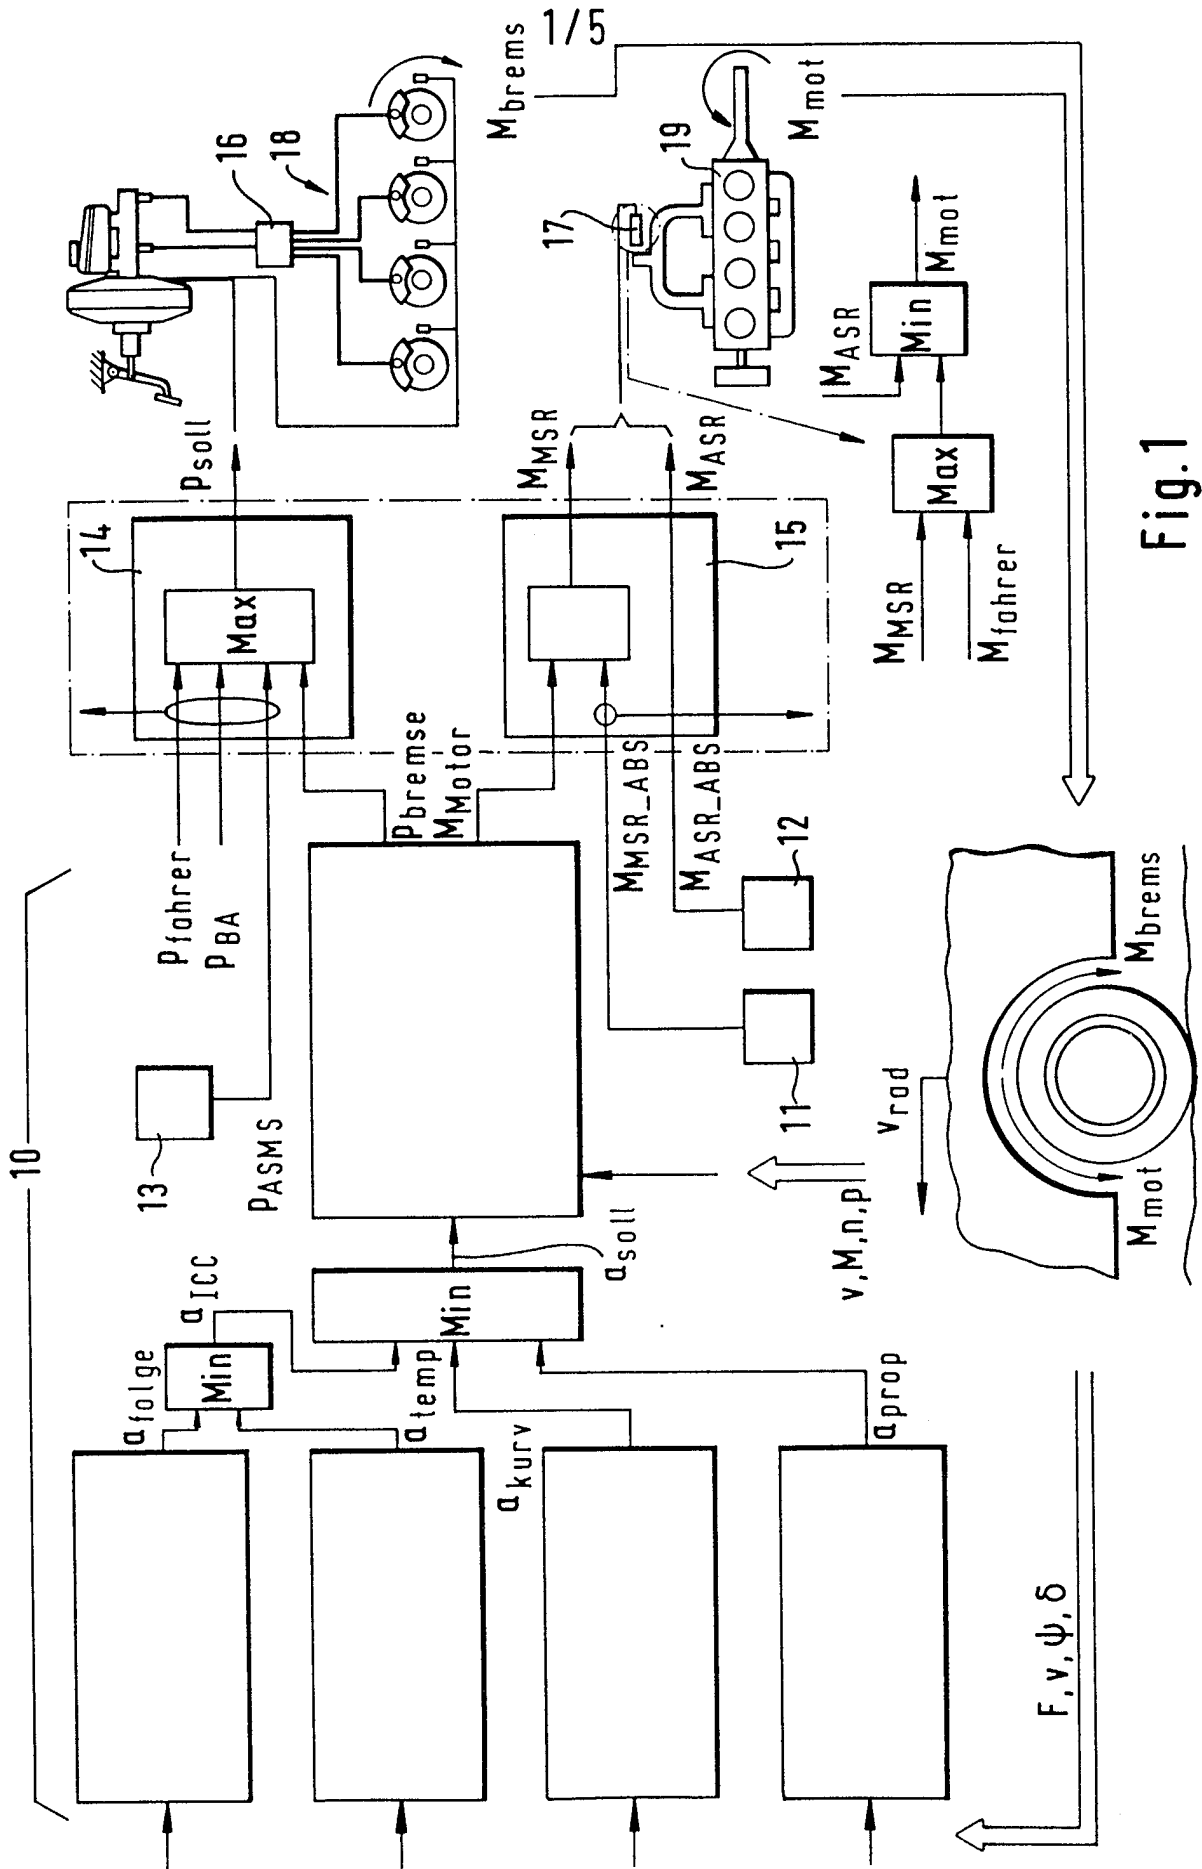 1/5
10
13
PASMS
Pfahrer
PBA
14
Max
Psoll
16
18
Mbrems
afolge
Min
aICC
atemp
akurv
aprop
Min
asoll
v,M,n,p
Pbremse
MMotor
MMSR_ABS
MASR_ABS
11
12
15
MMSR
MASR
17
19
Mmot
MMSR
Mfahrer
Max
MASR
Min
Mmot
F,v,ψ,δ
vrad
Mmot
Mbrems
Fig.1